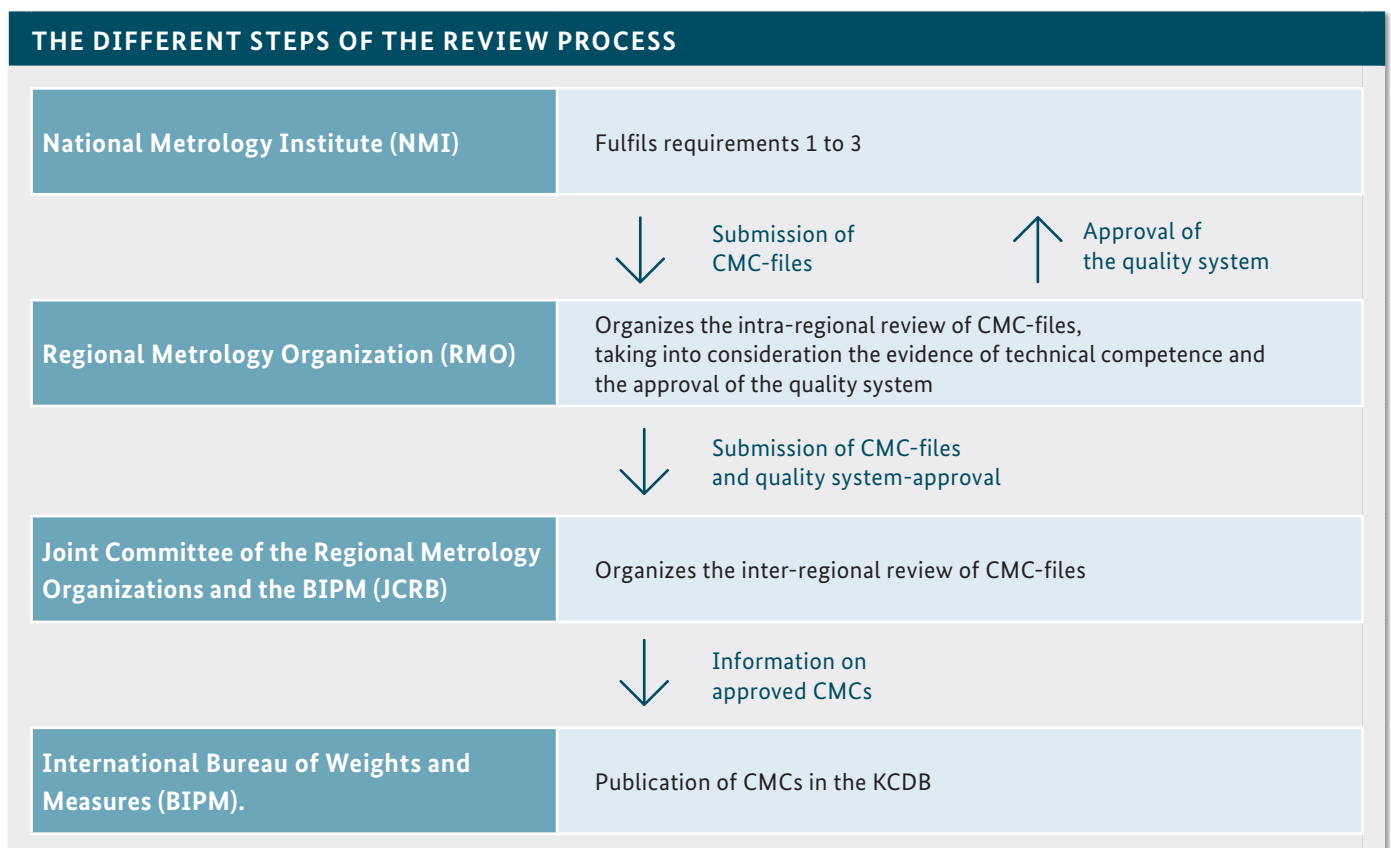 THE DIFFERENT STEPS OF THE REVIEW PROCESS
National Metrology Institute (NMI)
Fulfils requirements 1 to 3
Submission of
CMC-files
Approval of
the quality system
Regional Metrology Organization (RMO)
Organizes the intra-regional review of CMC-files,
taking into consideration the evidence of technical competence and
the approval of the quality system
Submission of CMC-files
and quality system-approval
Joint Committee of the Regional Metrology
Organizations and the BIPM (JCRB)
Organizes the inter-regional review of CMC-files
Information on
approved CMCs
International Bureau of Weights and
Measures (BIPM).
Publication of CMCs in the KCDB